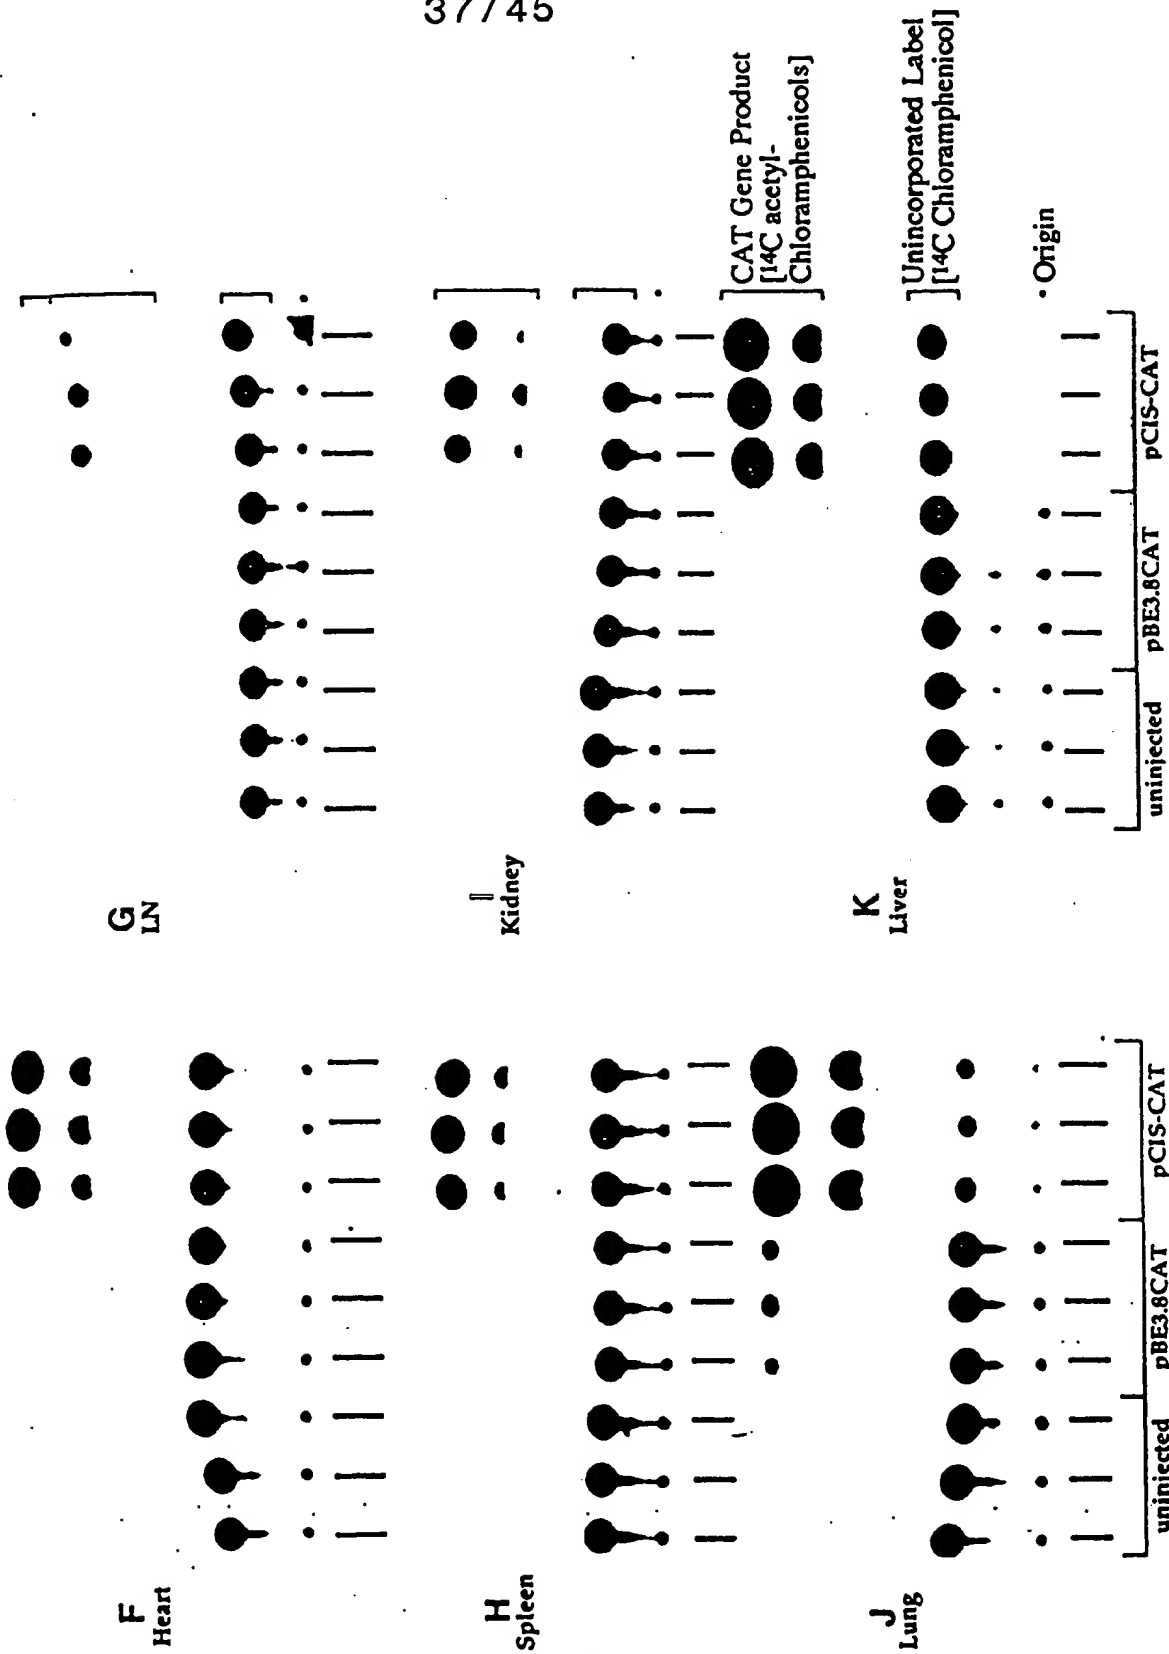 37/45
F
Heart
G
LN
H
Spleen
I
Kidney
J
Lung
K
Liver
CAT Gene Product
[14C acetyl-
Chloramphenicols]
Unincorporated Label
[14C Chloramphenicol]
• Origin
uninjected
pBE3.8CAT
pCIS-CAT
uninjected
pBE3.8CAT
pCIS-CAT